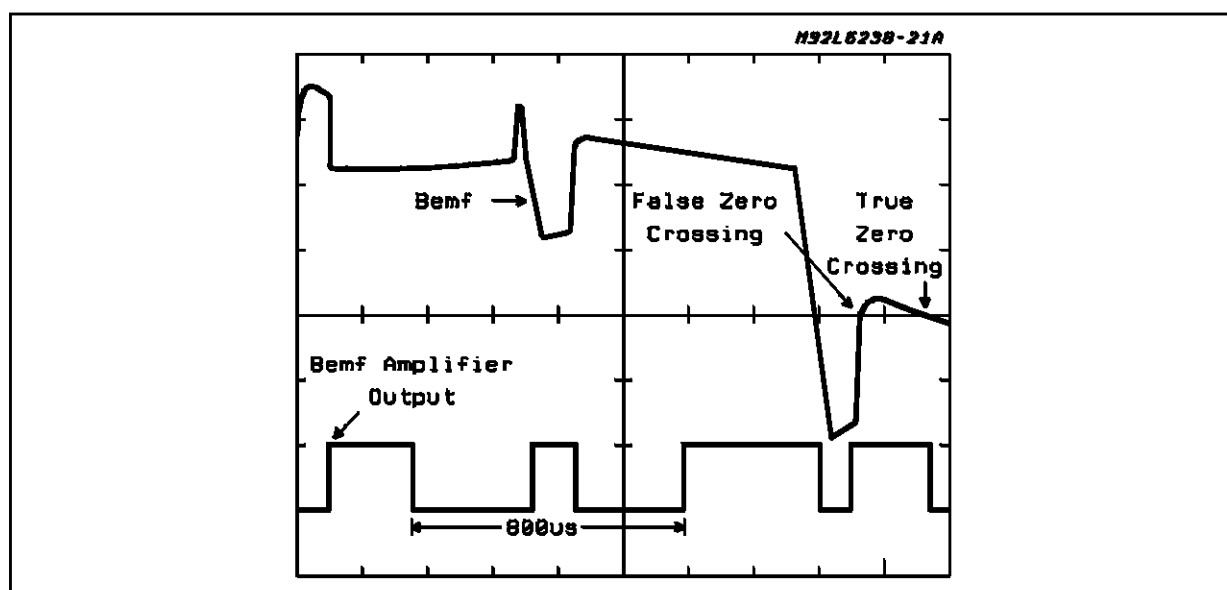 M92L6238-21A
Bemf
False Zero
Crossing
True
Zero
Crossing
Bemf Amplifier
Output
800us